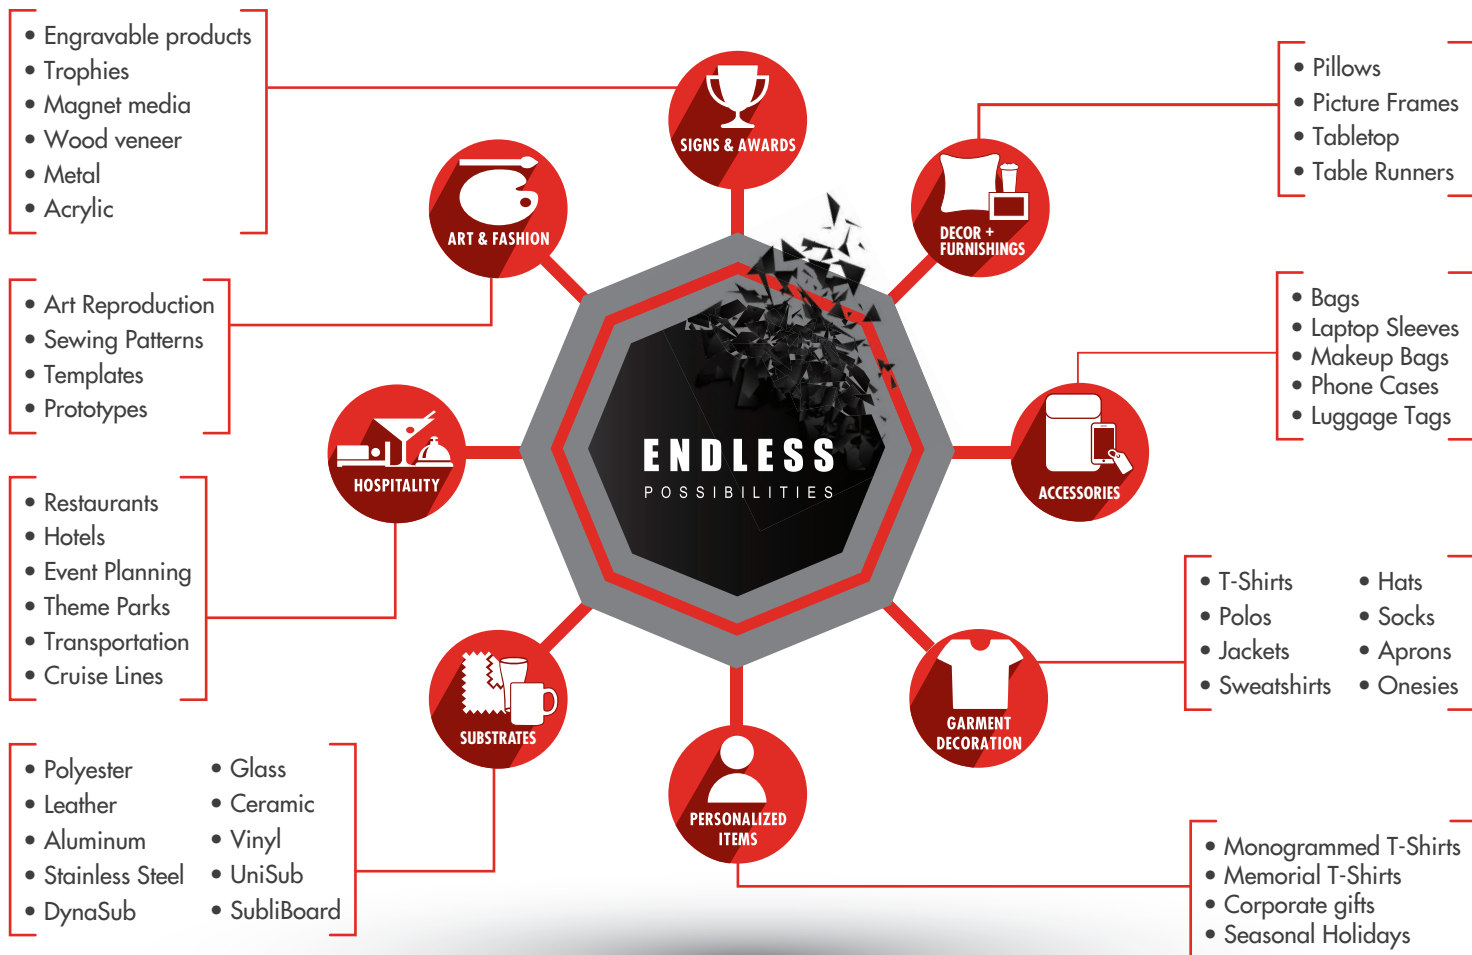 • Engravable products
• Trophies
• Magnet media
• Wood veneer
• Metal
• Acrylic
SIGNS & AWARDS
• Pillows
• Picture Frames
• Tabletop
• Table Runners
DECOR +
FURNISHINGS
ART & FASHION
• Art Reproduction
• Sewing Patterns
• Templates
• Prototypes
• Bags
• Laptop Sleeves
• Makeup Bags
• Phone Cases
• Luggage Tags
ACCESSORIES
ENDLESS
POSSIBILITIES
HOSPITALITY
• Restaurants
• Hotels
• Event Planning
• Theme Parks
• Transportation
• Cruise Lines
• T-Shirts
• Polos
• Jackets
• Sweatshirts
• Hats
• Socks
• Aprons
• Onesies
GARMENT
DECORATION
SUBSTRATES
• Polyester
• Leather
• Aluminum
• Stainless Steel
• DynaSub
• Glass
• Ceramic
• Vinyl
• UniSub
• SubliBoard
PERSONALIZED
ITEMS
• Monogrammed T-Shirts
• Memorial T-Shirts
• Corporate gifts
• Seasonal Holidays